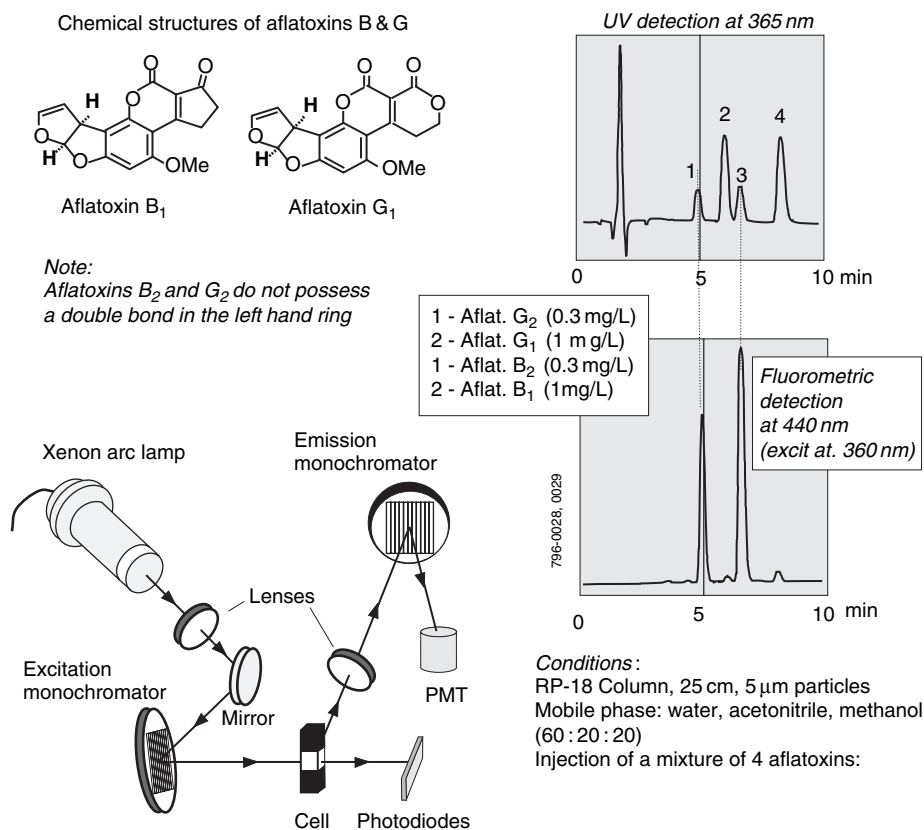 Chemical structures of aflatoxins B & G
O
O
O
H
H
O
O
OMe
Aflatoxin B₁
O
O
O
O
H
H
O
O
OMe
Aflatoxin G₁
Note:
Aflatoxins B₂ and G₂ do not possess
a double bond in the left hand ring
UV detection at 365 nm
1
2
3
4
0
5
10 min
1 - Aflat. G₂ (0.3 mg/L)
2 - Aflat. G₁ (1 m g/L)
1 - Aflat. B₂ (0.3 mg/L)
2 - Aflat. B₁ (1mg/L)
Fluorometric
detection
at 440 nm
(excit at. 360 nm)
796-0028, 0029
0
5
10 min
Xenon arc lamp
Emission
monochromator
Lenses
Excitation
monochromator
Mirror
PMT
Cell
Photodiodes
Conditions :
RP-18 Column, 25 cm, 5 µm particles
Mobile phase: water, acetonitrile, methanol
(60 : 20 : 20)
Injection of a mixture of 4 aflatoxins: